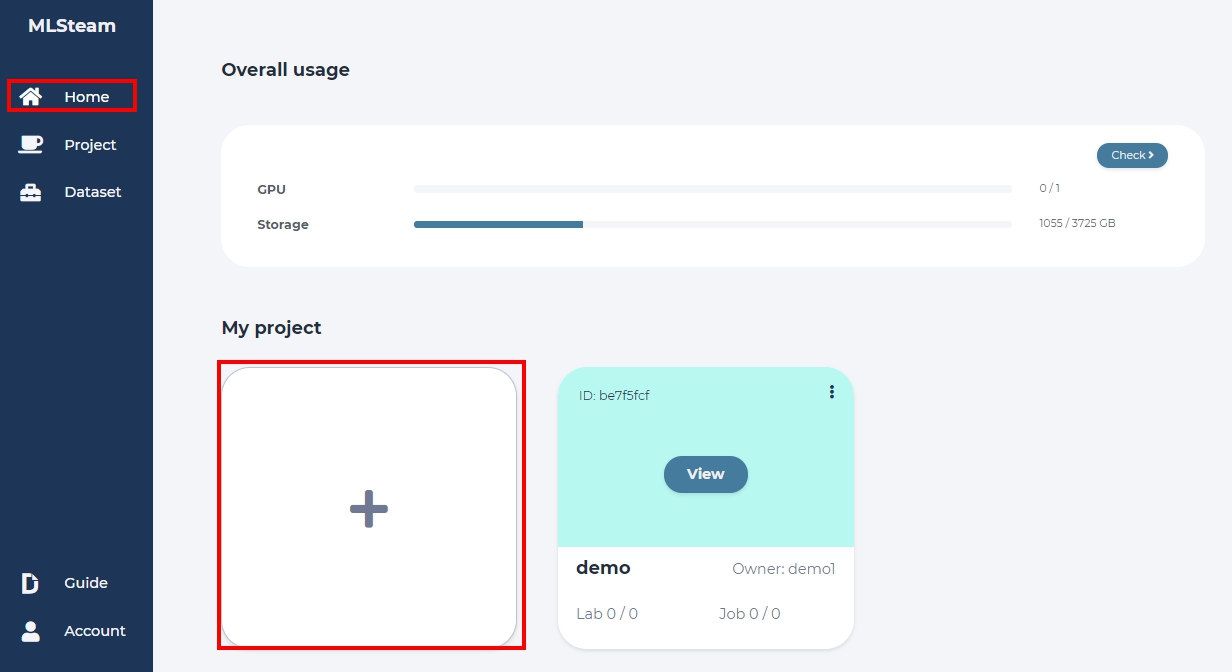 MLSteam
Home
Project
Dataset
Guide
Account
Overall usage
Check
GPU 0 / 1
Storage 1055 / 3725 GB
My project
ID: be7f5fcf
View
demo Owner: demo1
Lab 0 / 0 Job 0 / 0